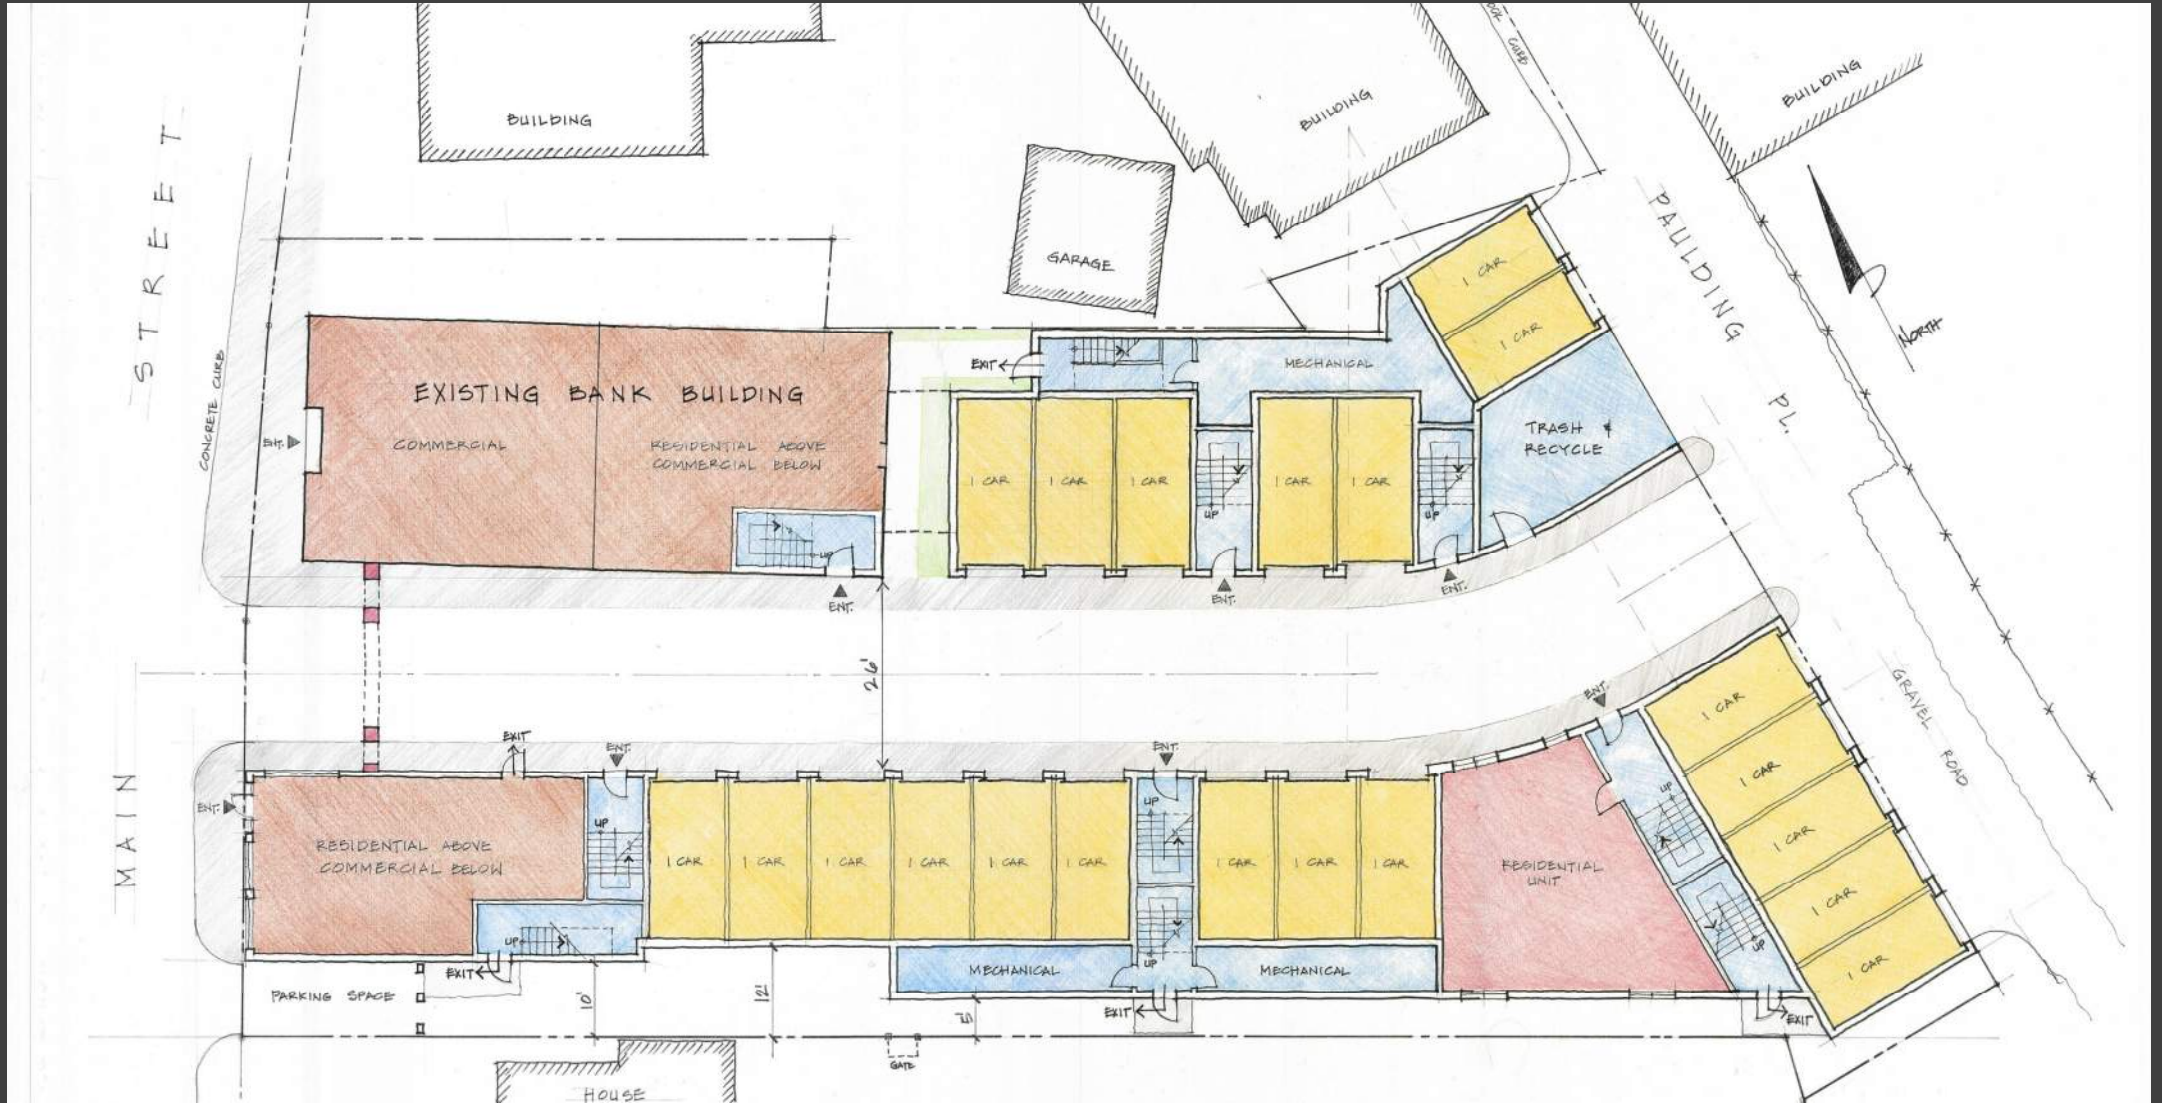 STREET
MAIN
CONCRETE CURB
BUILDING
BUILDING
CURB
BUILDING
GARAGE
PAULDING PL.
NORTH
GRAVEL ROAD
EXISTING BANK BUILDING
COMMERCIAL
RESIDENTIAL ABOVE
COMMERCIAL BELOW
ENT.
UP
ENT.
EXIT
MECHANICAL
1 CAR
1 CAR
1 CAR
1 CAR
1 CAR
1 CAR
1 CAR
UP
UP
ENT.
ENT.
TRASH &
RECYCLE
26'
EXIT
ENT.
ENT.
ENT.
ENT.
RESIDENTIAL ABOVE
COMMERCIAL BELOW
UP
UP
EXIT
1 CAR
1 CAR
1 CAR
1 CAR
1 CAR
1 CAR
UP
UP
1 CAR
1 CAR
1 CAR
RESIDENTIAL
UNIT
UP
UP
1 CAR
1 CAR
1 CAR
1 CAR
1 CAR
MECHANICAL
MECHANICAL
PARKING SPACE
10'
12'
5'
EXIT
EXIT
GATE
HOUSE